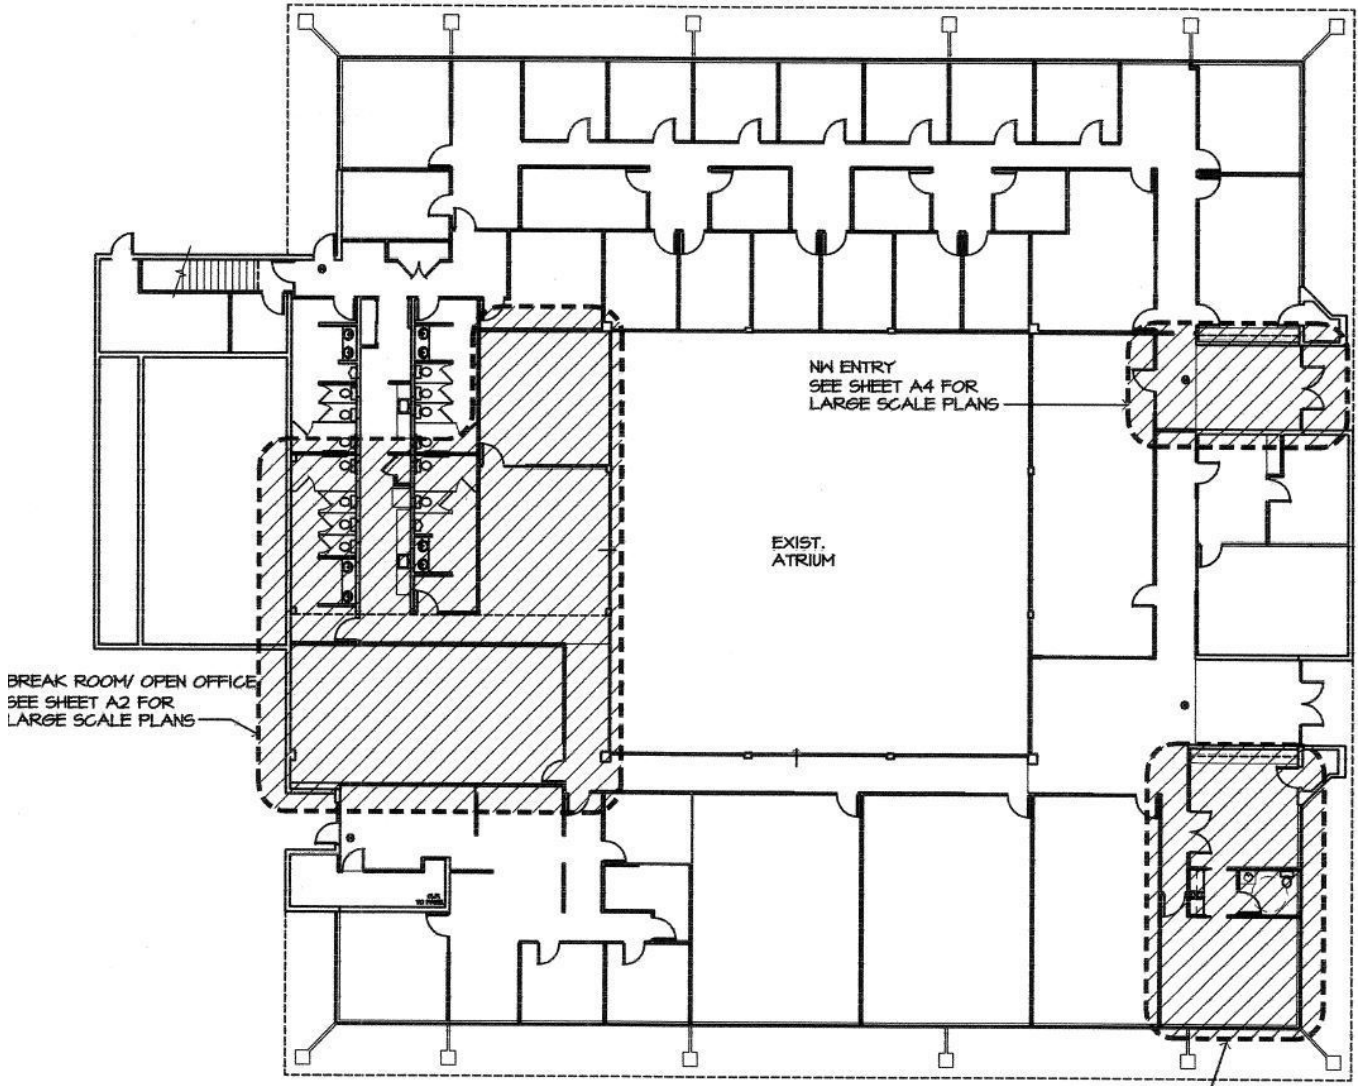 NW ENTRY
SEE SHEET A4 FOR
LARGE SCALE PLANS
EXIST.
ATRIUM
BREAK ROOM/ OPEN OFFICE
SEE SHEET A2 FOR
LARGE SCALE PLANS